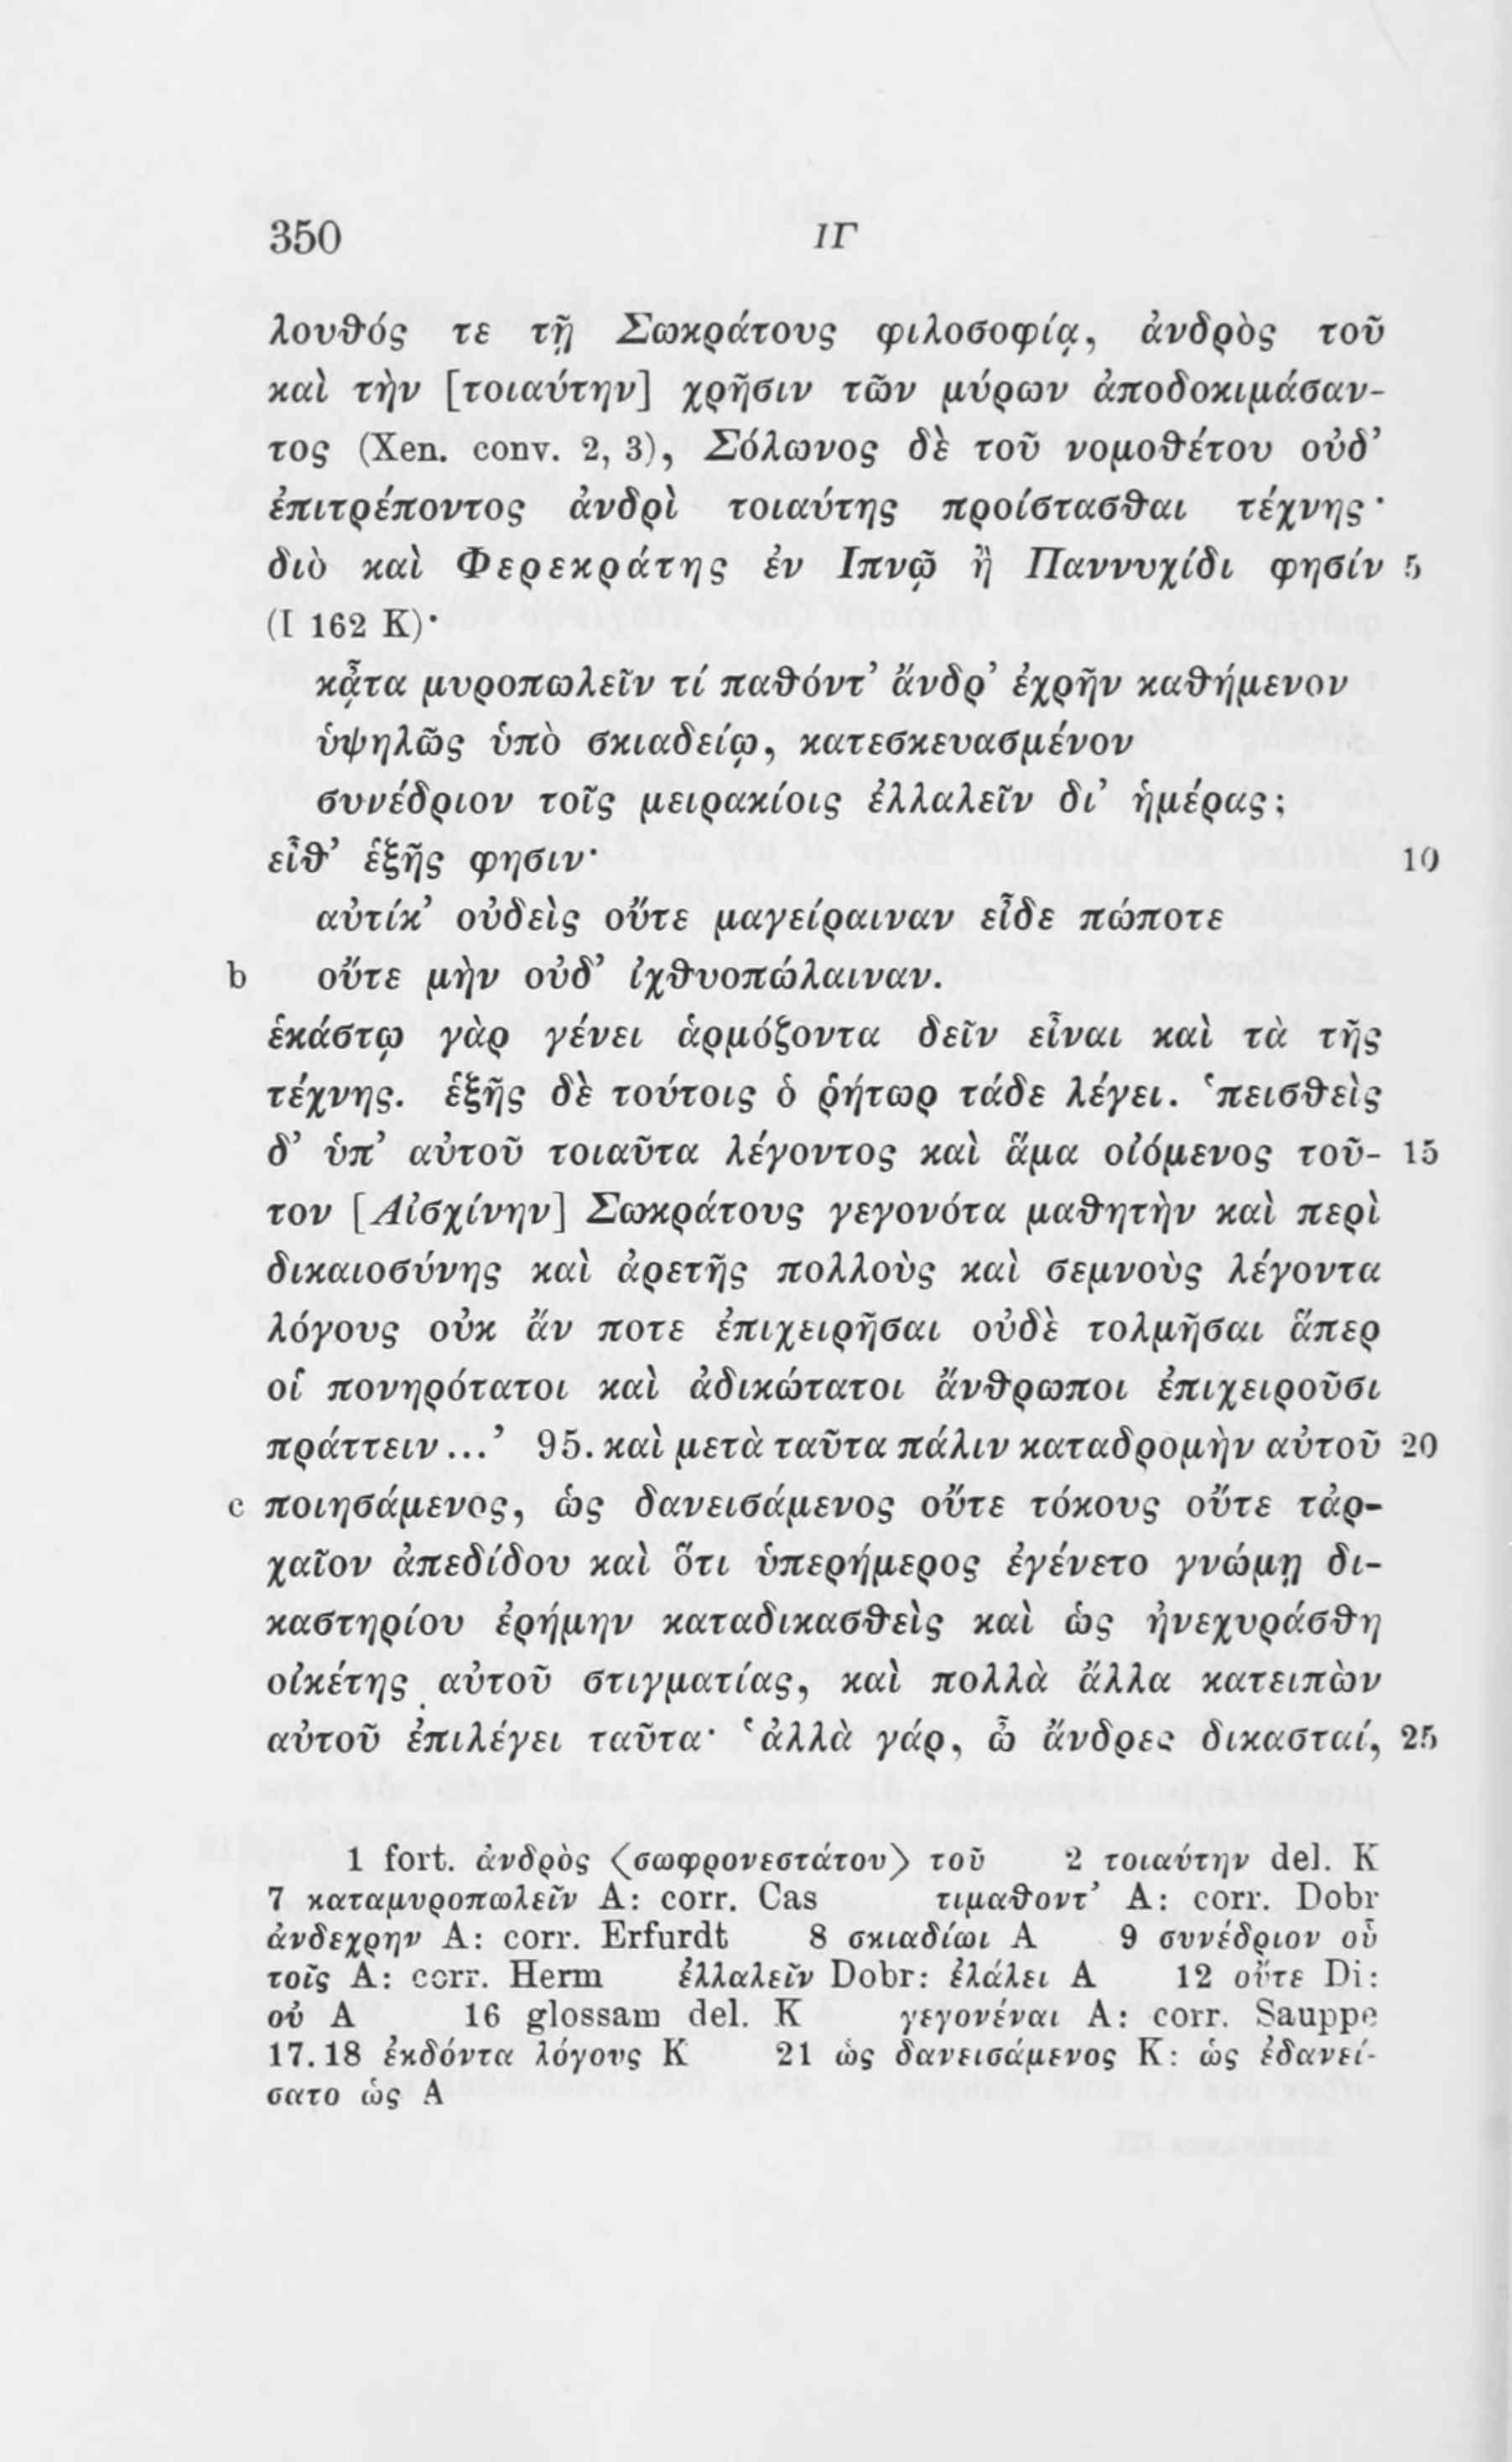 350 ΙΓ
λουθός τε τῇ Σωκράτους φιλοσοφίᾳ, ἀνδρὸς τοῦ
καὶ τὴν [τοιαύτην] χρῆσιν τῶν μύρων ἀποδοκιμάσαν-
τος (Xen. conv. 2, 3), Σόλωνος δὲ τοῦ νομοθέτου οὐδ’
ἐπιτρέποντος ἀνδρὶ τοιαύτης προίστασθαι τέχνης·
διὸ καὶ Φερεκράτης ἐν Ιπνῷ ἢ Παννυχίδι φησίν 5
(I 162 K)·
κᾆτα μυροπωλεῖν τί παθόντ’ ἄνδρ’ ἐχρῆν καθήμενον
ὑψηλῶς ὑπὸ σκιαδείῳ, κατεσκευασμένον
συνέδριον τοῖς μειρακίοις ἐλλαλεῖν δι’ ἡμέρας;
εἶθ’ ἑξῆς φησιν· 10
αὐτίκ’ οὐδεὶς οὔτε μαγείραιναν εἶδε πώποτε
b οὔτε μὴν οὐδ’ ἰχθυοπώλαιναν.
ἑκάστῳ γὰρ γένει ἁρμόζοντα δεῖν εἶναι καὶ τὰ τῆς
τέχνης. ἑξῆς δὲ τούτοις ὁ ῥήτωρ τάδε λέγει. ‘πεισθεὶς
δ’ ὑπ’ αὐτοῦ τοιαῦτα λέγοντος καὶ ἅμα οἰόμενος τοῦ- 15
τον [Αἰσχίνην] Σωκράτους γεγονότα μαθητὴν καὶ περὶ
δικαιοσύνης καὶ ἀρετῆς πολλοὺς καὶ σεμνοὺς λέγοντα
λόγους οὐκ ἄν ποτε ἐπιχειρῆσαι οὐδὲ τολμῆσαι ἅπερ
οἱ πονηρότατοι καὶ ἀδικώτατοι ἄνθρωποι ἐπιχειροῦσι
πράττειν ...’ 95. καὶ μετὰ ταῦτα πάλιν καταδρομὴν αὐτοῦ 20
c ποιησάμενος, ὡς δανεισάμενος οὔτε τόκους οὔτε τἀρ-
χαῖον ἀπεδίδου καὶ ὅτι ὑπερήμερος ἐγένετο γνώμῃ δι-
καστηρίου ἐρήμην καταδικασθεὶς καὶ ὡς ἠνεχυράσθη
οἰκέτης αὐτοῦ στιγματίας, καὶ πολλὰ ἄλλα κατειπὼν
αὐτοῦ ἐπιλέγει ταῦτα· ‘ἀλλὰ γάρ, ὦ ἄνδρες δικασταί, 25
1 fort. ἀνδρὸς ⟨σωφρονεστάτου⟩ τοῦ 2 τοιαύτην del. K
7 καταμυροπωλεῖν A: corr. Cas τιμαθοντ’ A: corr. Dobr
ἀνδεχρην A: corr. Erfurdt 8 σκιαδίωι A 9 συνέδριον οὗ
τοῖς A: corr. Herm ἐλλαλεῖν Dobr: ἐλάλει A 12 οὔτε Di:
οὐ A 16 glossam del. K γεγονέναι A: corr. Sauppe
17.18 ἐκδόντα λόγους K 21 ὡς δανεισάμενος K: ὡς ἐδανεί-
σατο ὡς A